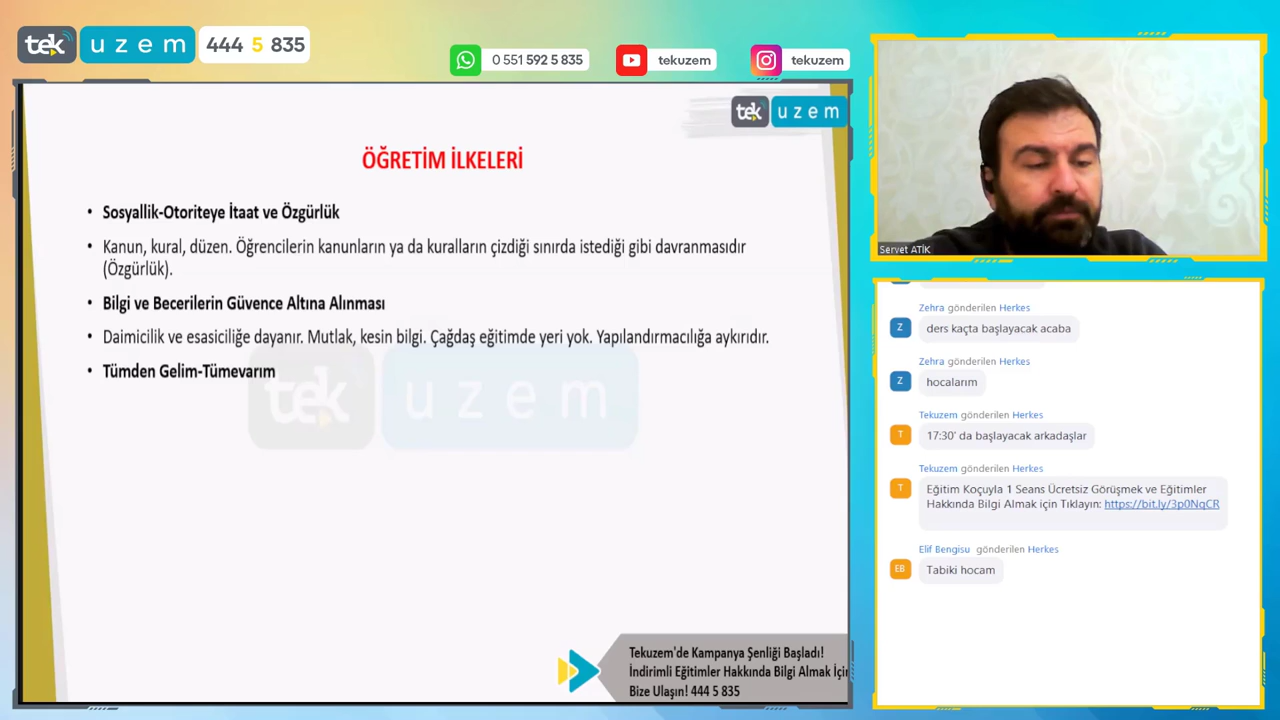 tek uzem 444 5 835
0 551 592 5 835
tekuzem
tekuzem
tek uzem
ÖĞRETİM İLKELERİ
• Sosyallik-Otoriteye İtaat ve Özgürlük
• Kanun, kural, düzen. Öğrencilerin kanunların ya da kuralların çizdiği sınırda istediği gibi davranmasıdır
(Özgürlük).
• Bilgi ve Becerilerin Güvence Altına Alınması
• Daimicilik ve esasiciliğe dayanır. Mutlak, kesin bilgi. Çağdaş eğitimde yeri yok. Yapılandırmacılığa aykırıdır.
• Tümden Gelim-Tümevarım
tek uzem
Tekuzem'de Kampanya Şenliği Başladı!
İndirimli Eğitimler Hakkında Bilgi Almak İçin
Bize Ulaşın! 444 5 835
Servet ATİK
Zehra gönderilen Herkes
Z
ders kaçta başlayacak acaba
Zehra gönderilen Herkes
Z
hocalarım
Tekuzem gönderilen Herkes
T
17:30' da başlayacak arkadaşlar
Tekuzem gönderilen Herkes
T
Eğitim Koçuyla 1 Seans Ücretsiz Görüşmek ve Eğitimler
Hakkında Bilgi Almak için Tıklayın: https://bit.ly/3p0NqCR
Elif Bengisu gönderilen Herkes
EB
Tabiki hocam